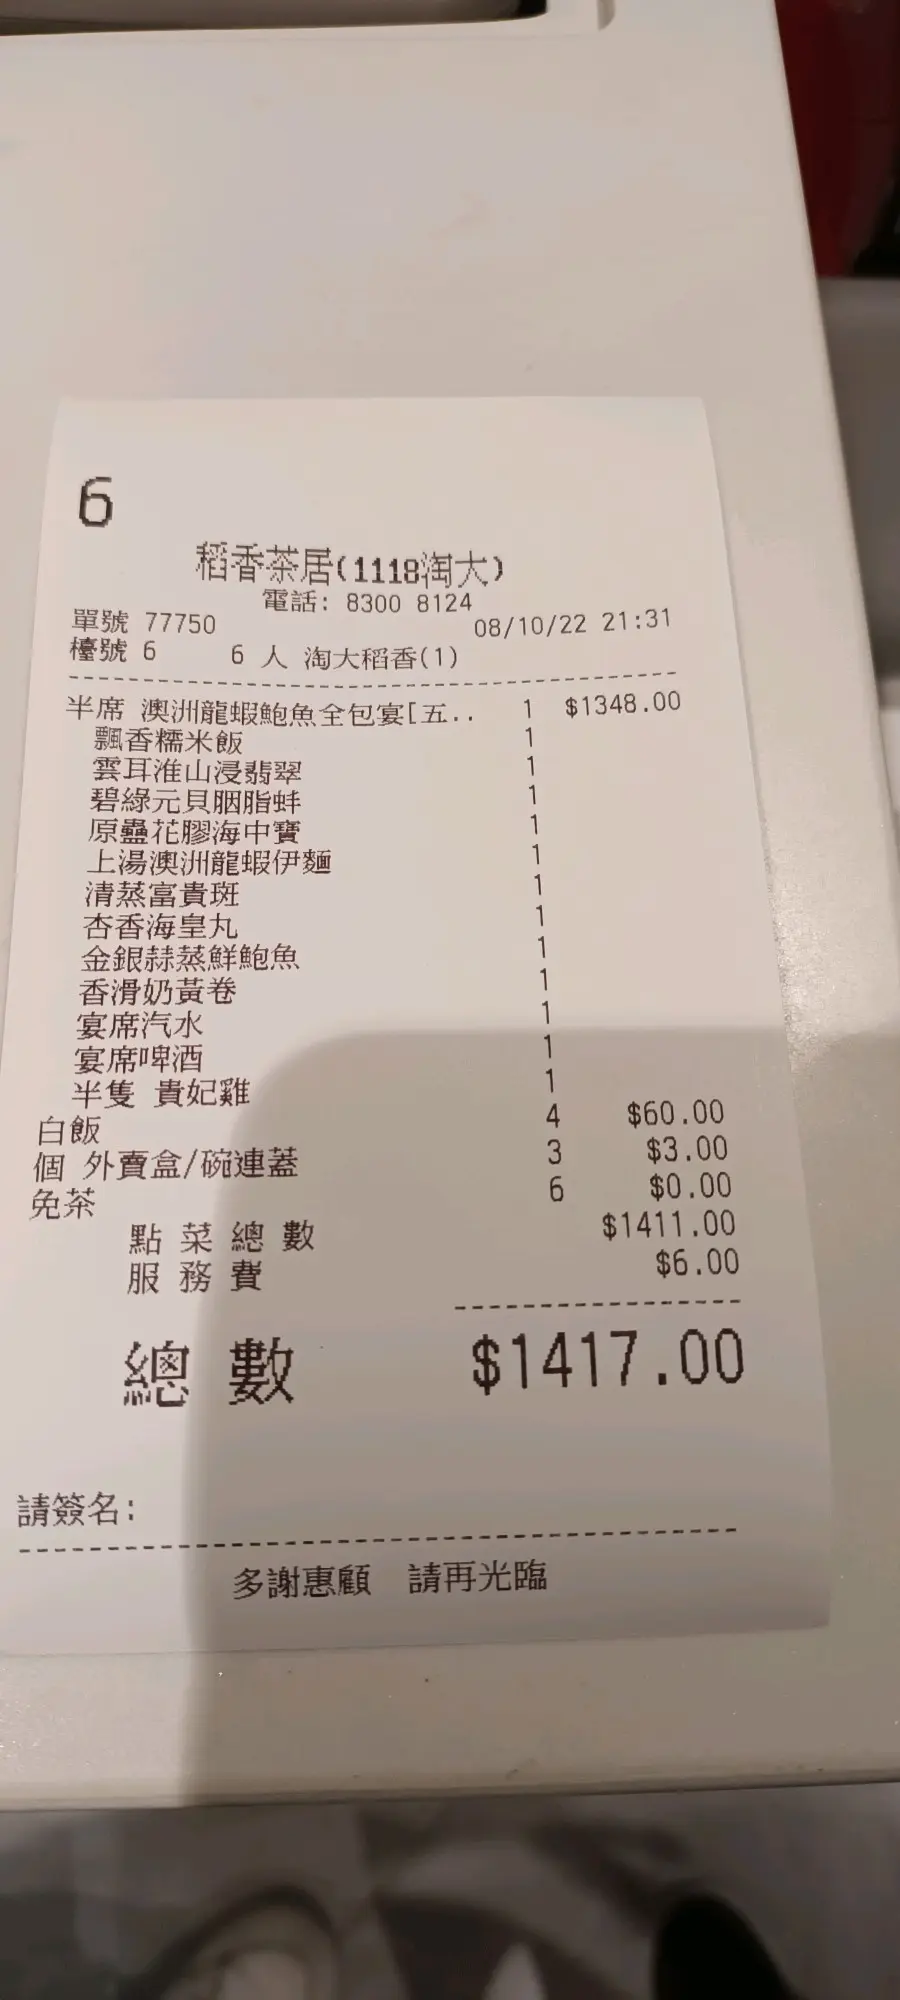 6
稻香茶居(1118淘大)
電話: 8300 8124
單號 77750 08/10/22 21:31
檯號 6 6 人 淘大稻香(1)
半席 澳洲龍蝦鮑魚全包宴[五.. 1 $1348.00
飄香糯米飯 1
雲耳淮山浸翡翠 1
碧綠元貝胭脂蚌 1
原盅花膠海中寶 1
上湯澳洲龍蝦伊麵 1
清蒸富貴斑 1
杏香海皇丸 1
金銀蒜蒸鮮鮑魚 1
香滑奶黃卷 1
宴席汽水 1
宴席啤酒 1
半隻 貴妃雞 1
白飯 4 $60.00
個 外賣盒/碗連蓋 3 $3.00
免茶 6 $0.00
點菜總數 $1411.00
服務費 $6.00
總數 $1417.00
請簽名:
多謝惠顧 請再光臨